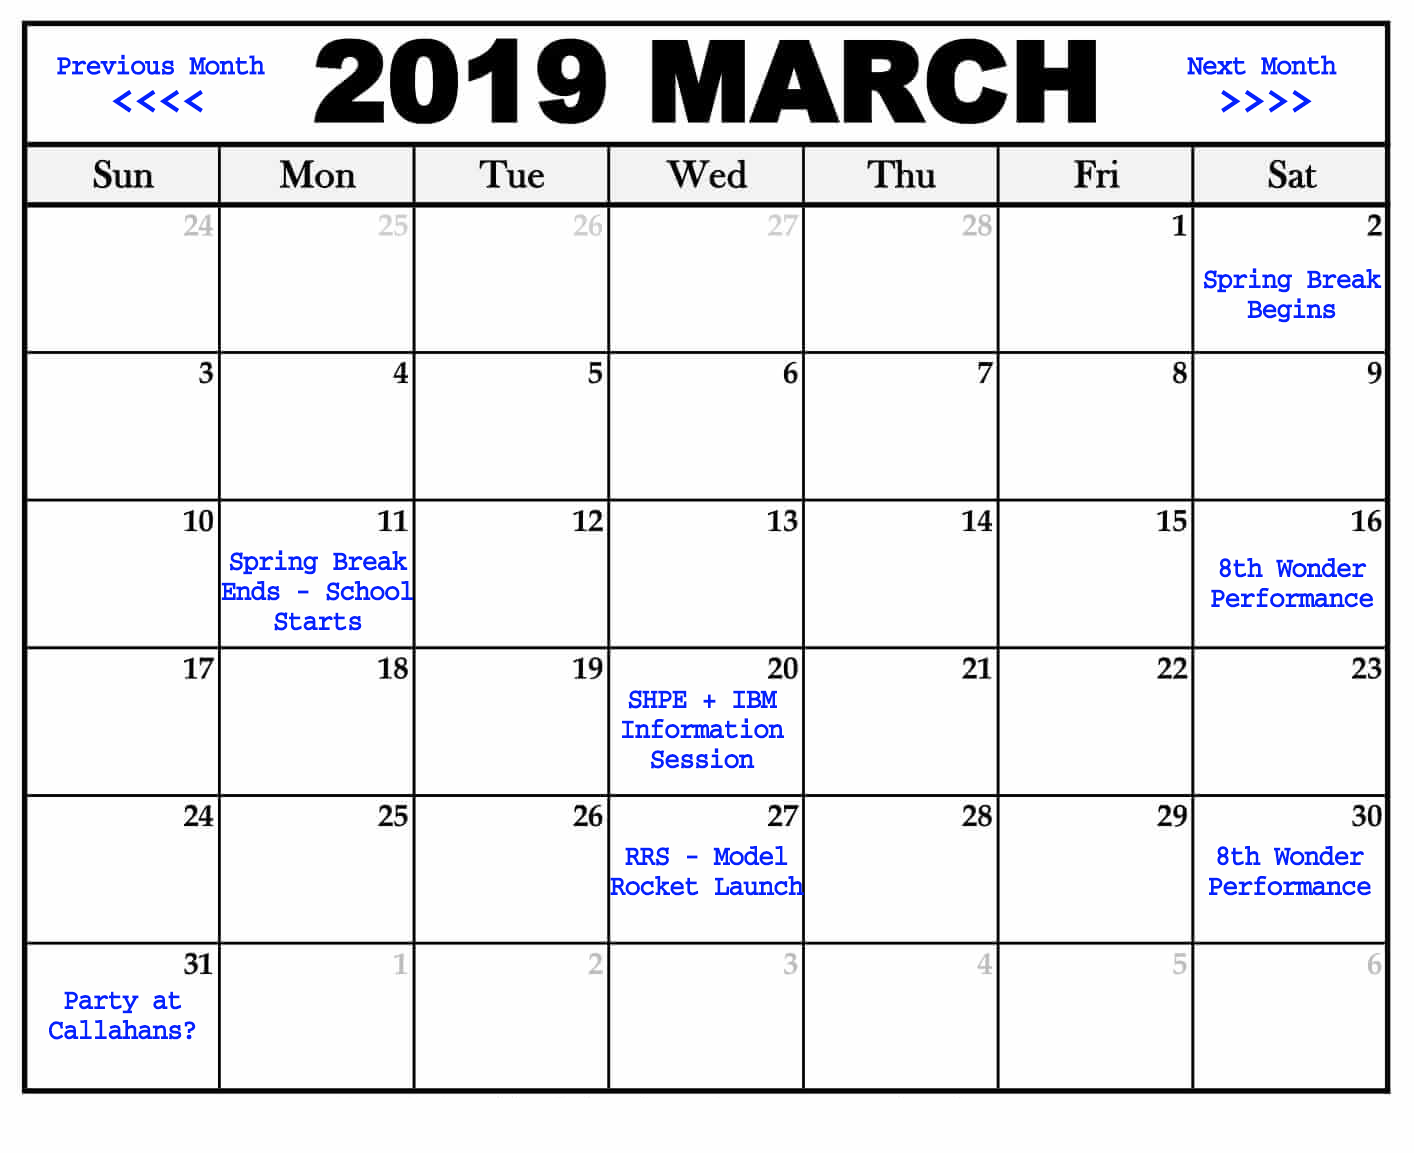 Previous Month
<<<<
2019 MARCH
Next Month
>>>>
Sun Mon Tue Wed Thu Fri Sat
24 25 26 27 28 1 2
Spring Break
Begins
3 4 5 6 7 8 9
10 11 12 13 14 15 16
Spring Break
Ends - School
Starts
8th Wonder
Performance
17 18 19 20 21 22 23
SHPE + IBM
Information
Session
24 25 26 27 28 29 30
RRS - Model
Rocket Launch
8th Wonder
Performance
31 1 2 3 4 5 6
Party at
Callahans?